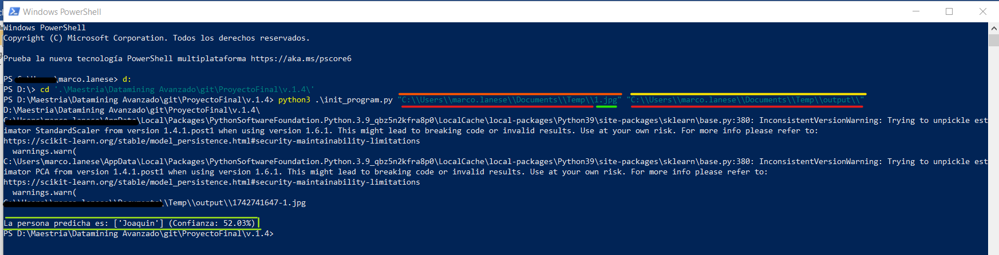 Windows PowerShell
Windows PowerShell
Copyright (C) Microsoft Corporation. Todos los derechos reservados.
Prueba la nueva tecnología PowerShell multiplataforma https://aka.ms/pscore6
PS \marco.lanese> d:
PS D:\> cd '.\Maestria\Datamining Avanzado\git\ProyectoFinal\v.1.4\'
PS D:\Maestria\Datamining Avanzado\git\ProyectoFinal\v.1.4> python3 .\init_program.py "C:\\Users\\marco.lanese\\Documents\\Temp\\1.jpg" "C:\\Users\\marco.lanese\\Documents\\Temp\\output\\"
D:\Maestria\Datamining Avanzado\git\ProyectoFinal\v.1.4\
\Local\Packages\PythonSoftwareFoundation.Python.3.9_qbz5n2kfra8p0\LocalCache\local-packages\Python39\site-packages\sklearn\base.py:380: InconsistentVersionWarning: Trying to unpickle est
imator StandardScaler from version 1.4.1.post1 when using version 1.6.1. This might lead to breaking code or invalid results. Use at your own risk. For more info please refer to:
https://scikit-learn.org/stable/model_persistence.html#security-maintainability-limitations
  warnings.warn(
C:\Users\marco.lanese\AppData\Local\Packages\PythonSoftwareFoundation.Python.3.9_qbz5n2kfra8p0\LocalCache\local-packages\Python39\site-packages\sklearn\base.py:380: InconsistentVersionWarning: Trying to unpickle est
imator PCA from version 1.4.1.post1 when using version 1.6.1. This might lead to breaking code or invalid results. Use at your own risk. For more info please refer to:
https://scikit-learn.org/stable/model_persistence.html#security-maintainability-limitations
  warnings.warn(
\\Temp\\output\\1742741647-1.jpg
La persona predicha es: ['Joaquin'] (Confianza: 52.03%)
PS D:\Maestria\Datamining Avanzado\git\ProyectoFinal\v.1.4>